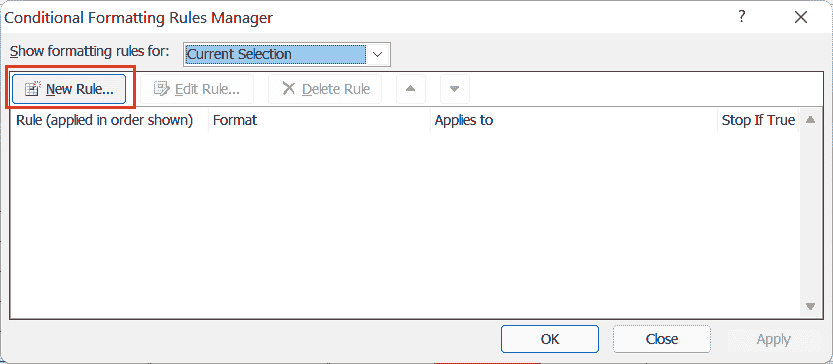 Conditional Formatting Rules Manager ?
Show formatting rules for: Current Selection
New Rule... Edit Rule... Delete Rule
Rule (applied in order shown) Format Applies to Stop If True
OK Close Apply